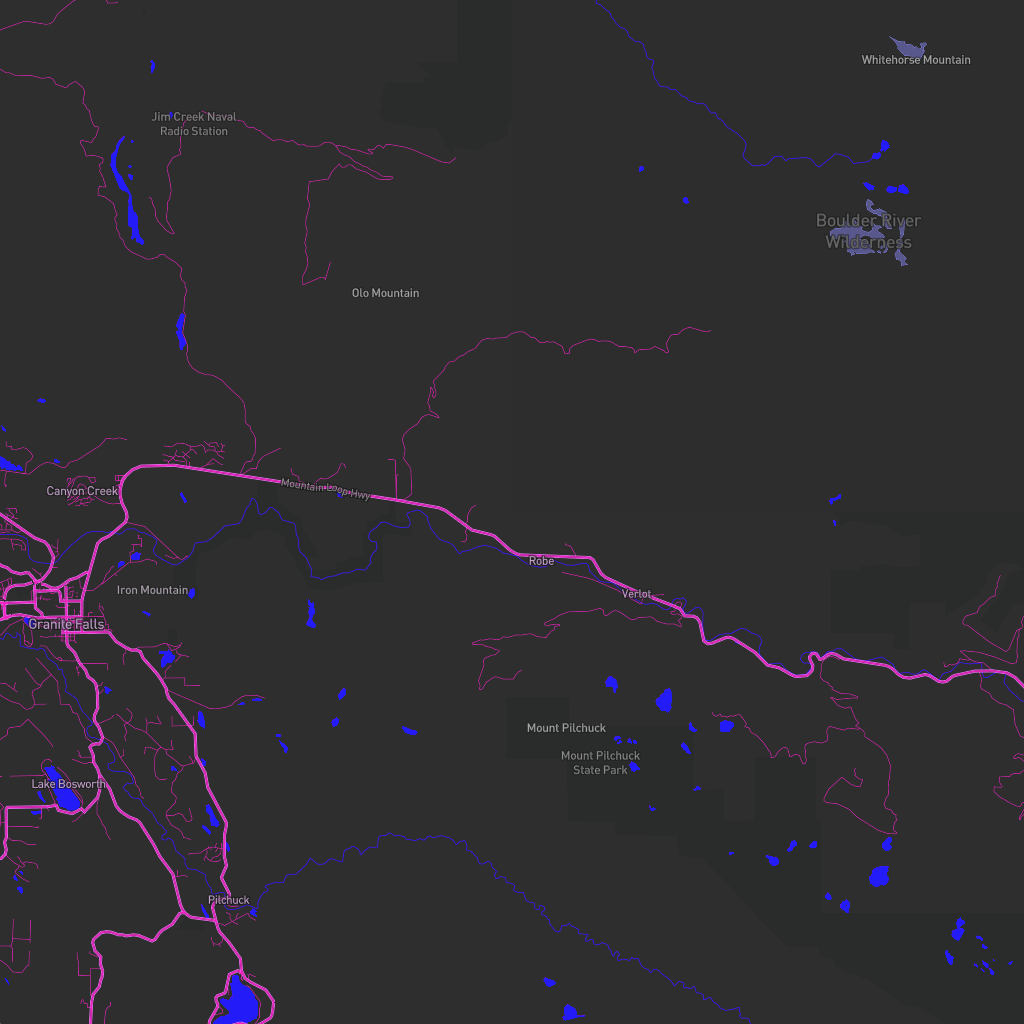 Whitehorse Mountain
Jim Creek Naval
Radio Station
Boulder River
Wilderness
Olo Mountain
Canyon Creek
Mountain Loop Hwy
Robe
Iron Mountain
Verlot
Granite Falls
Mount Pilchuck
Mount Pilchuck
State Park
Lake Bosworth
Pilchuck